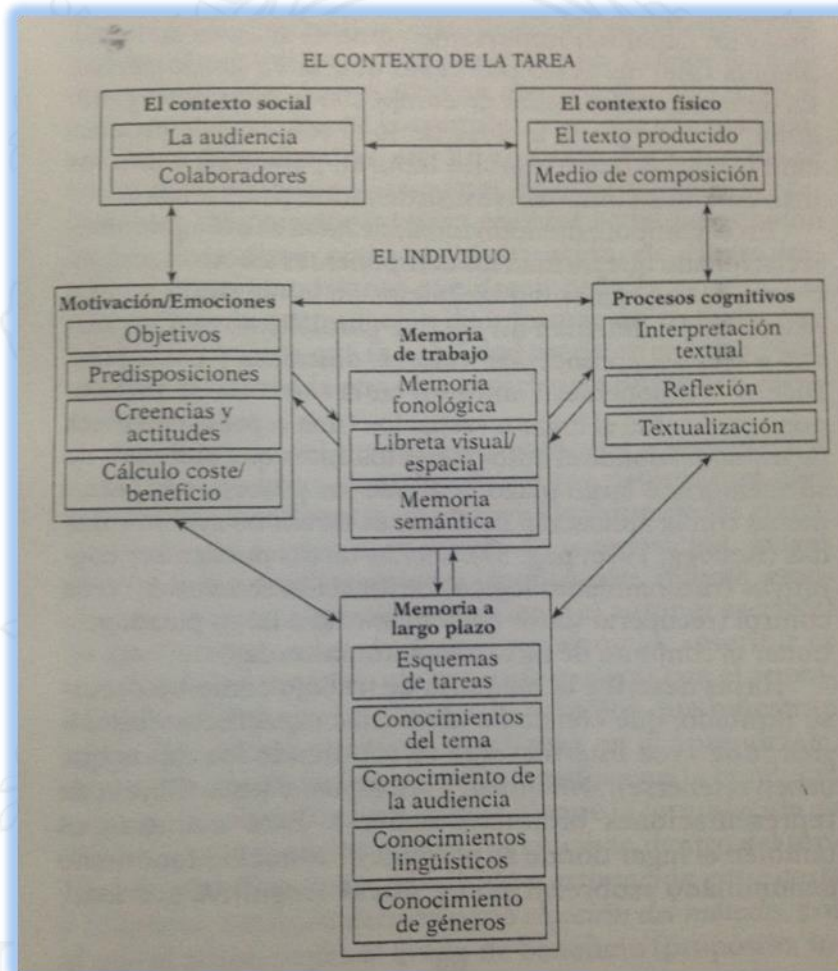 EL CONTEXTO DE LA TAREA
El contexto social
La audiencia
Colaboradores
El contexto físico
El texto producido
Medio de composición
EL INDIVIDUO
Motivación/Emociones
Objetivos
Predisposiciones
Creencias y
actitudes
Cálculo coste/
beneficio
Memoria
de trabajo
Memoria
fonológica
Libreta visual/
espacial
Memoria
semántica
Procesos cognitivos
Interpretación
textual
Reflexión
Textualización
Memoria a
largo plazo
Esquemas
de tareas
Conocimientos
del tema
Conocimiento de
la audiencia
Conocimientos
lingüísticos
Conocimiento
de géneros